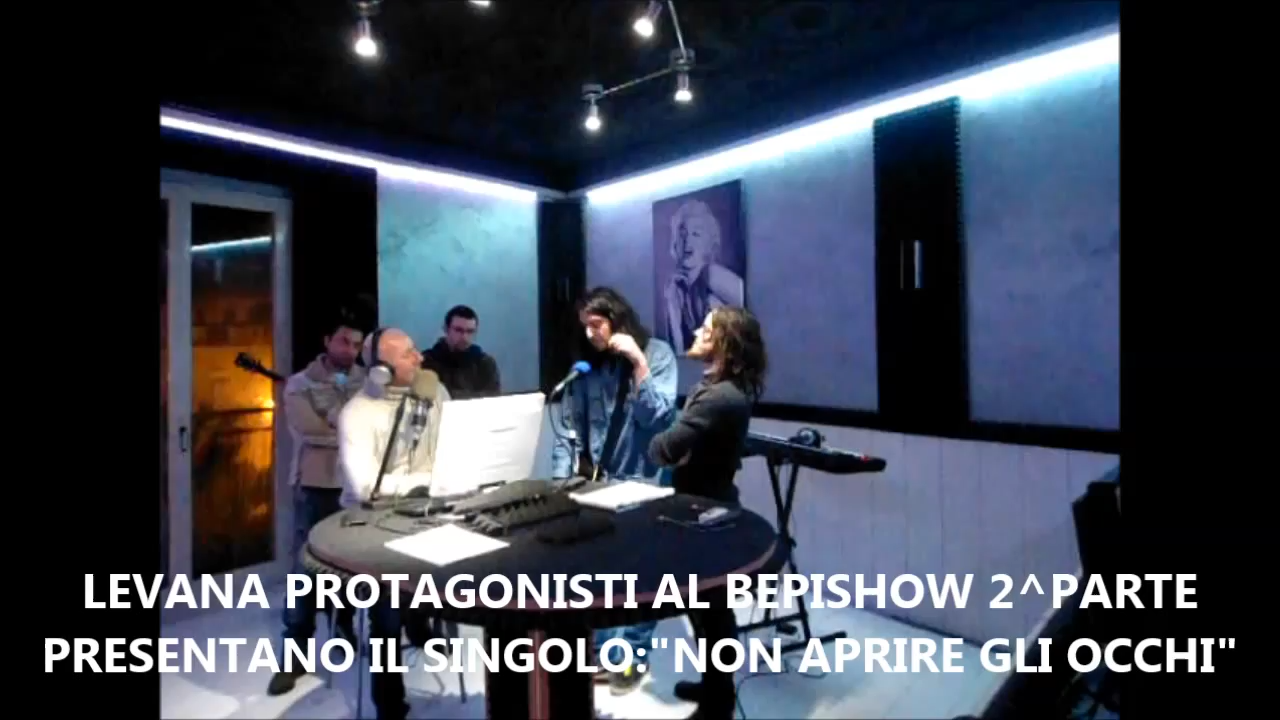 LEVANA PROTAGONISTI AL BEPISHOW 2^PARTE
PRESENTANO IL SINGOLO:"NON APRIRE GLI OCCHI"